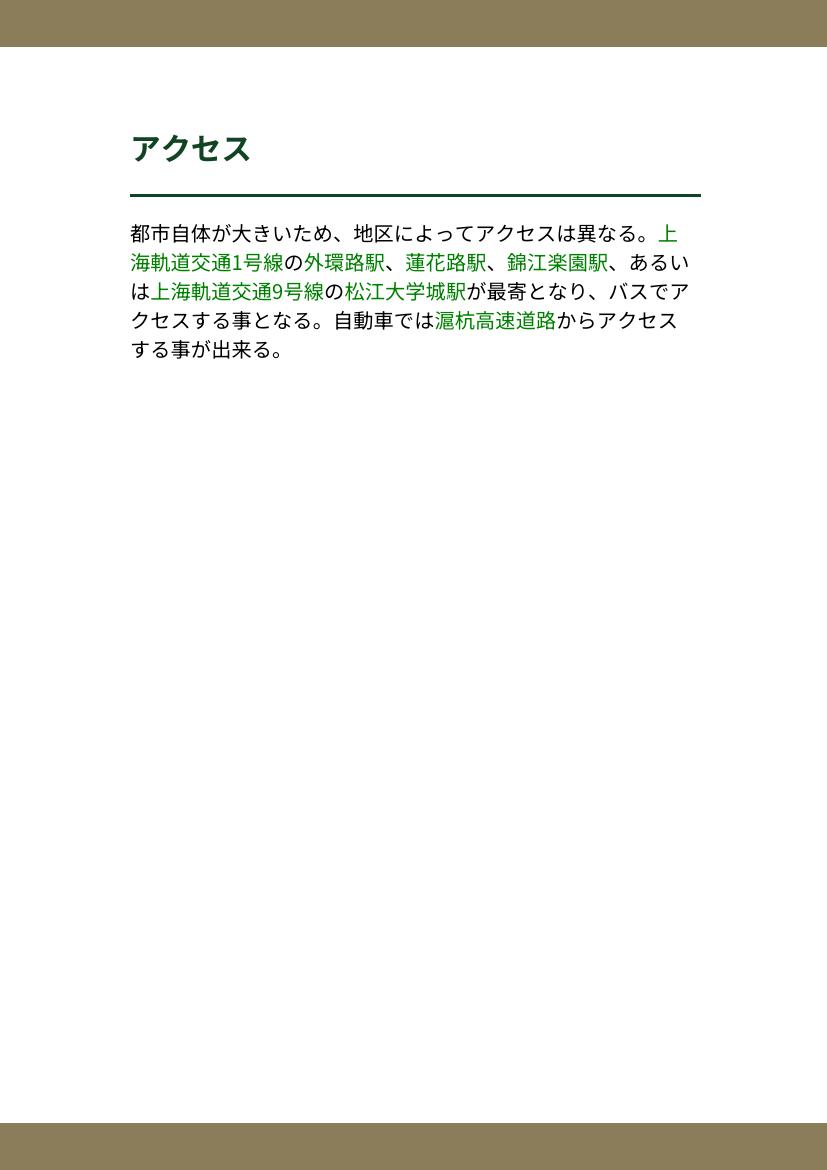 アクセス
都市自体が大きいため、地区によってアクセスは異なる。上
海軌道交通1号線の外環路駅、蓮花路駅、錦江楽園駅、あるい
は上海軌道交通9号線の松江大学城駅が最寄となり、バスでア
クセスする事となる。自動車では滬杭高速道路からアクセス
する事が出来る。